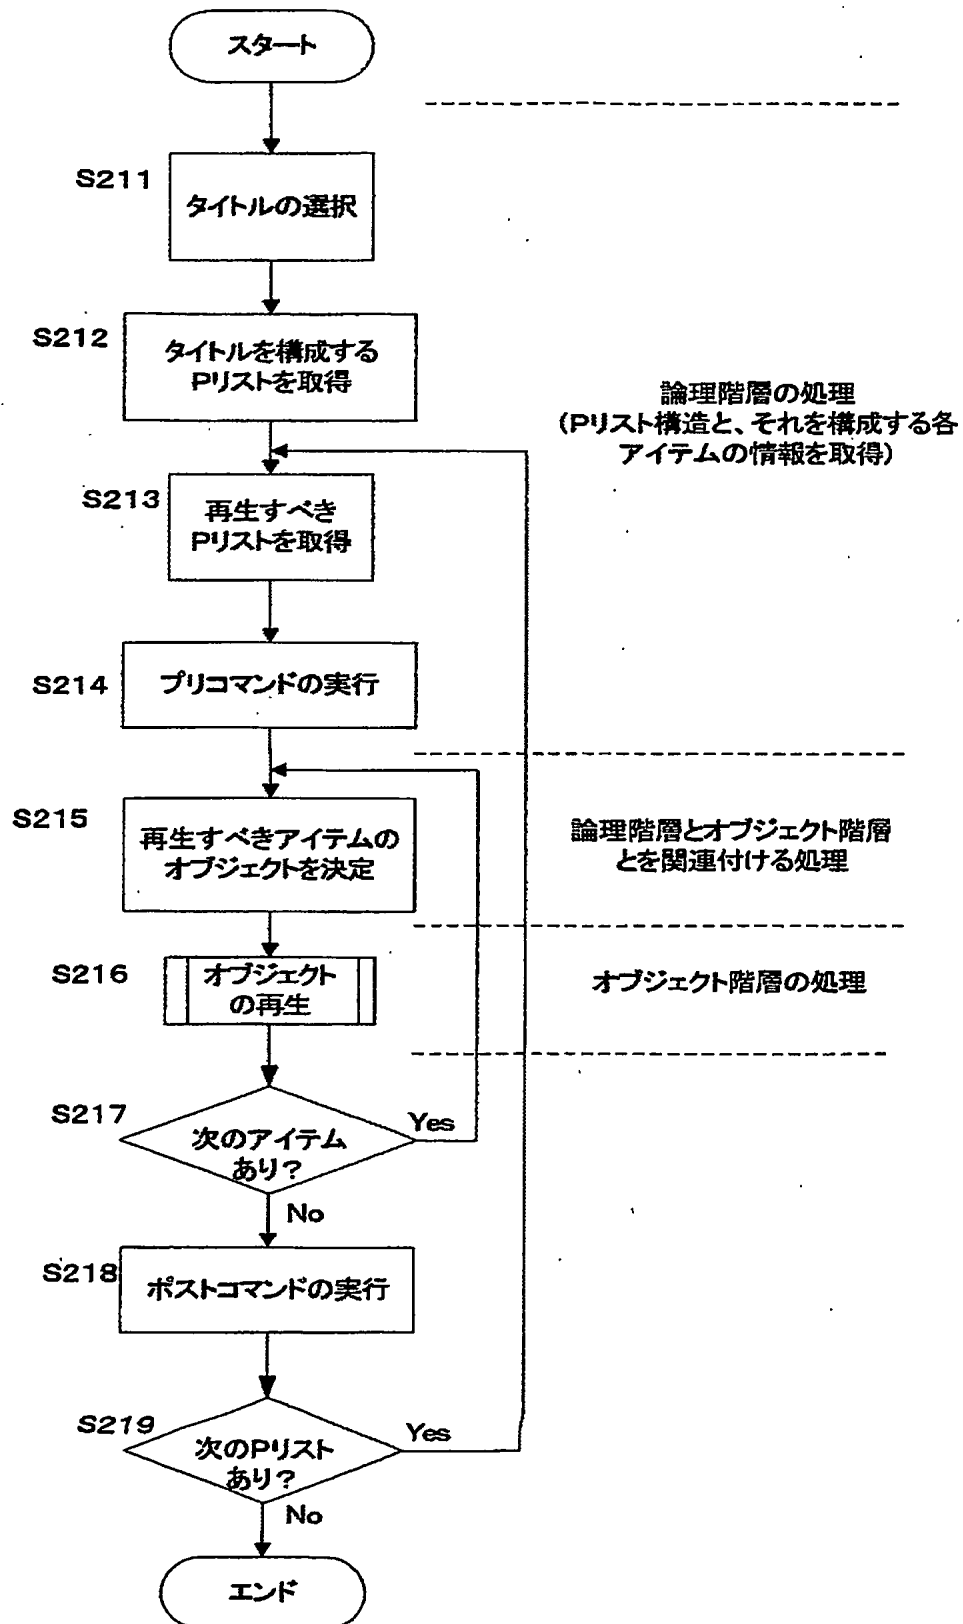 スタート
S211
タイトルの選択
S212
タイトルを構成する
Pリストを取得
論理階層の処理
(Pリスト構造と、それを構成する各
アイテムの情報を取得)
S213
再生すべき
Pリストを取得
S214
プリコマンドの実行
S215
再生すべきアイテムの
オブジェクトを決定
論理階層とオブジェクト階層
とを関連付ける処理
S216
オブジェクト
の再生
オブジェクト階層の処理
S217
次のアイテム
あり?
Yes
No
S218
ポストコマンドの実行
S219
次のPリスト
あり?
Yes
No
エンド